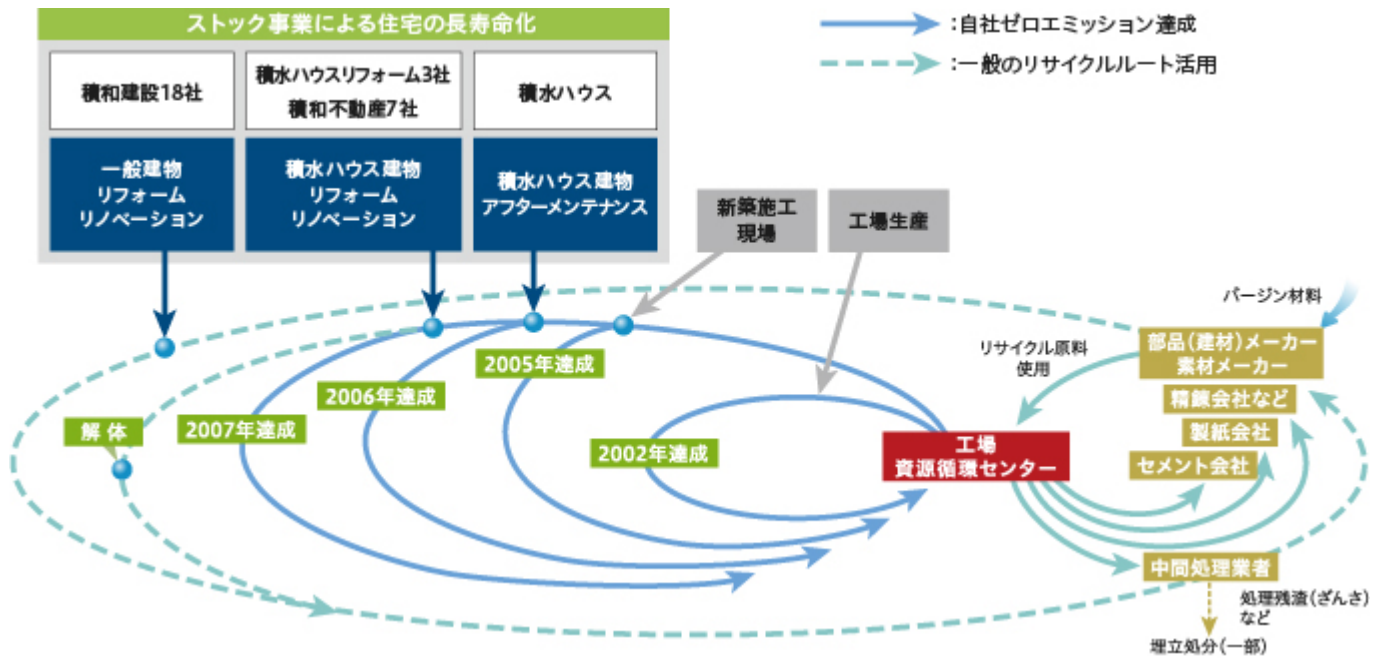 ストック事業による住宅の長寿命化
積和建設18社
積水ハウスリフォーム3社
積和不動産7社
積水ハウス
一般建物
リフォーム
リノベーション
積水ハウス建物
リフォーム
リノベーション
積水ハウス建物
アフターメンテナンス
:自社ゼロエミッション達成
:一般のリサイクルルート活用
新築施工
現場
工場生産
バージン材料
リサイクル原料
使用
部品(建材)メーカー
素材メーカー
精錬会社など
製紙会社
セメント会社
2005年達成
2006年達成
2007年達成
2002年達成
解体
工場
資源循環センター
中間処理業者
処理残渣(ざんさ)
など
埋立処分(一部)